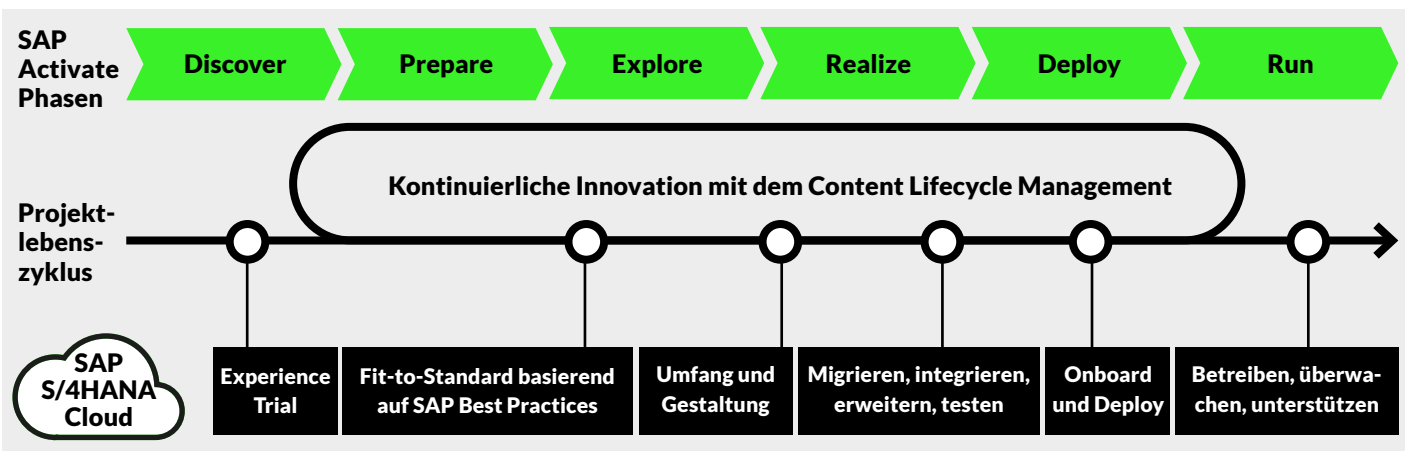 SAP
Activate
Phasen
Discover
Prepare
Explore
Realize
Deploy
Run
Kontinuierliche Innovation mit dem Content Lifecycle Management
Projekt-
lebens-
zyklus
SAP
S/4HANA
Cloud
Experience
Trial
Fit-to-Standard basierend
auf SAP Best Practices
Umfang und
Gestaltung
Migrieren, integrieren,
erweitern, testen
Onboard
und Deploy
Betreiben, überwa-
chen, unterstützen